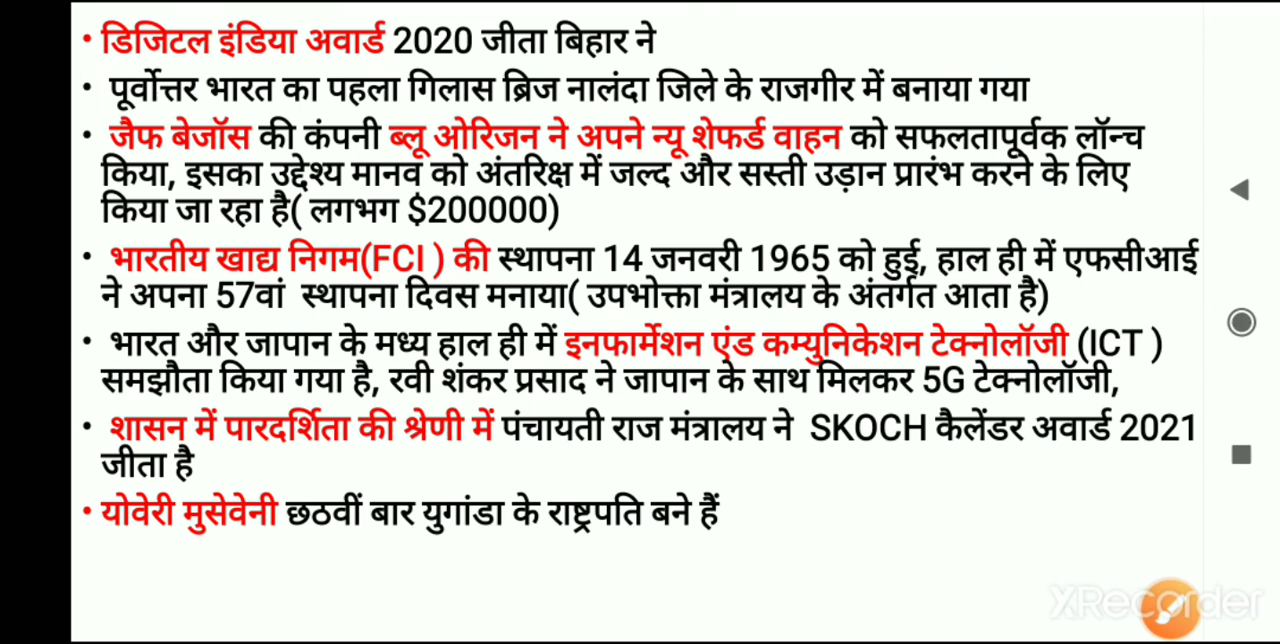 • डिजिटल इंडिया अवार्ड 2020 जीता बिहार ने
• पूर्वोत्तर भारत का पहला गिलास ब्रिज नालंदा जिले के राजगीर में बनाया गया
• जैफ बेजॉस की कंपनी ब्लू ओरिजन ने अपने न्यू शेफर्ड वाहन को सफलतापूर्वक लॉन्च
किया, इसका उद्देश्य मानव को अंतरिक्ष में जल्द और सस्ती उड़ान प्रारंभ करने के लिए
किया जा रहा है( लगभग $200000)
• भारतीय खाद्य निगम(FCI ) की स्थापना 14 जनवरी 1965 को हुई, हाल ही में एफसीआई
ने अपना 57वां स्थापना दिवस मनाया( उपभोक्ता मंत्रालय के अंतर्गत आता है)
• भारत और जापान के मध्य हाल ही में इनफार्मेशन एंड कम्युनिकेशन टेक्नोलॉजी (ICT )
समझौता किया गया है, रवी शंकर प्रसाद ने जापान के साथ मिलकर 5G टेक्नोलॉजी,
• शासन में पारदर्शिता की श्रेणी में पंचायती राज मंत्रालय ने SKOCH कैलेंडर अवार्ड 2021
जीता है
• योवेरी मुसेवेनी छठवीं बार युगांडा के राष्ट्रपति बने हैं
XRecorder